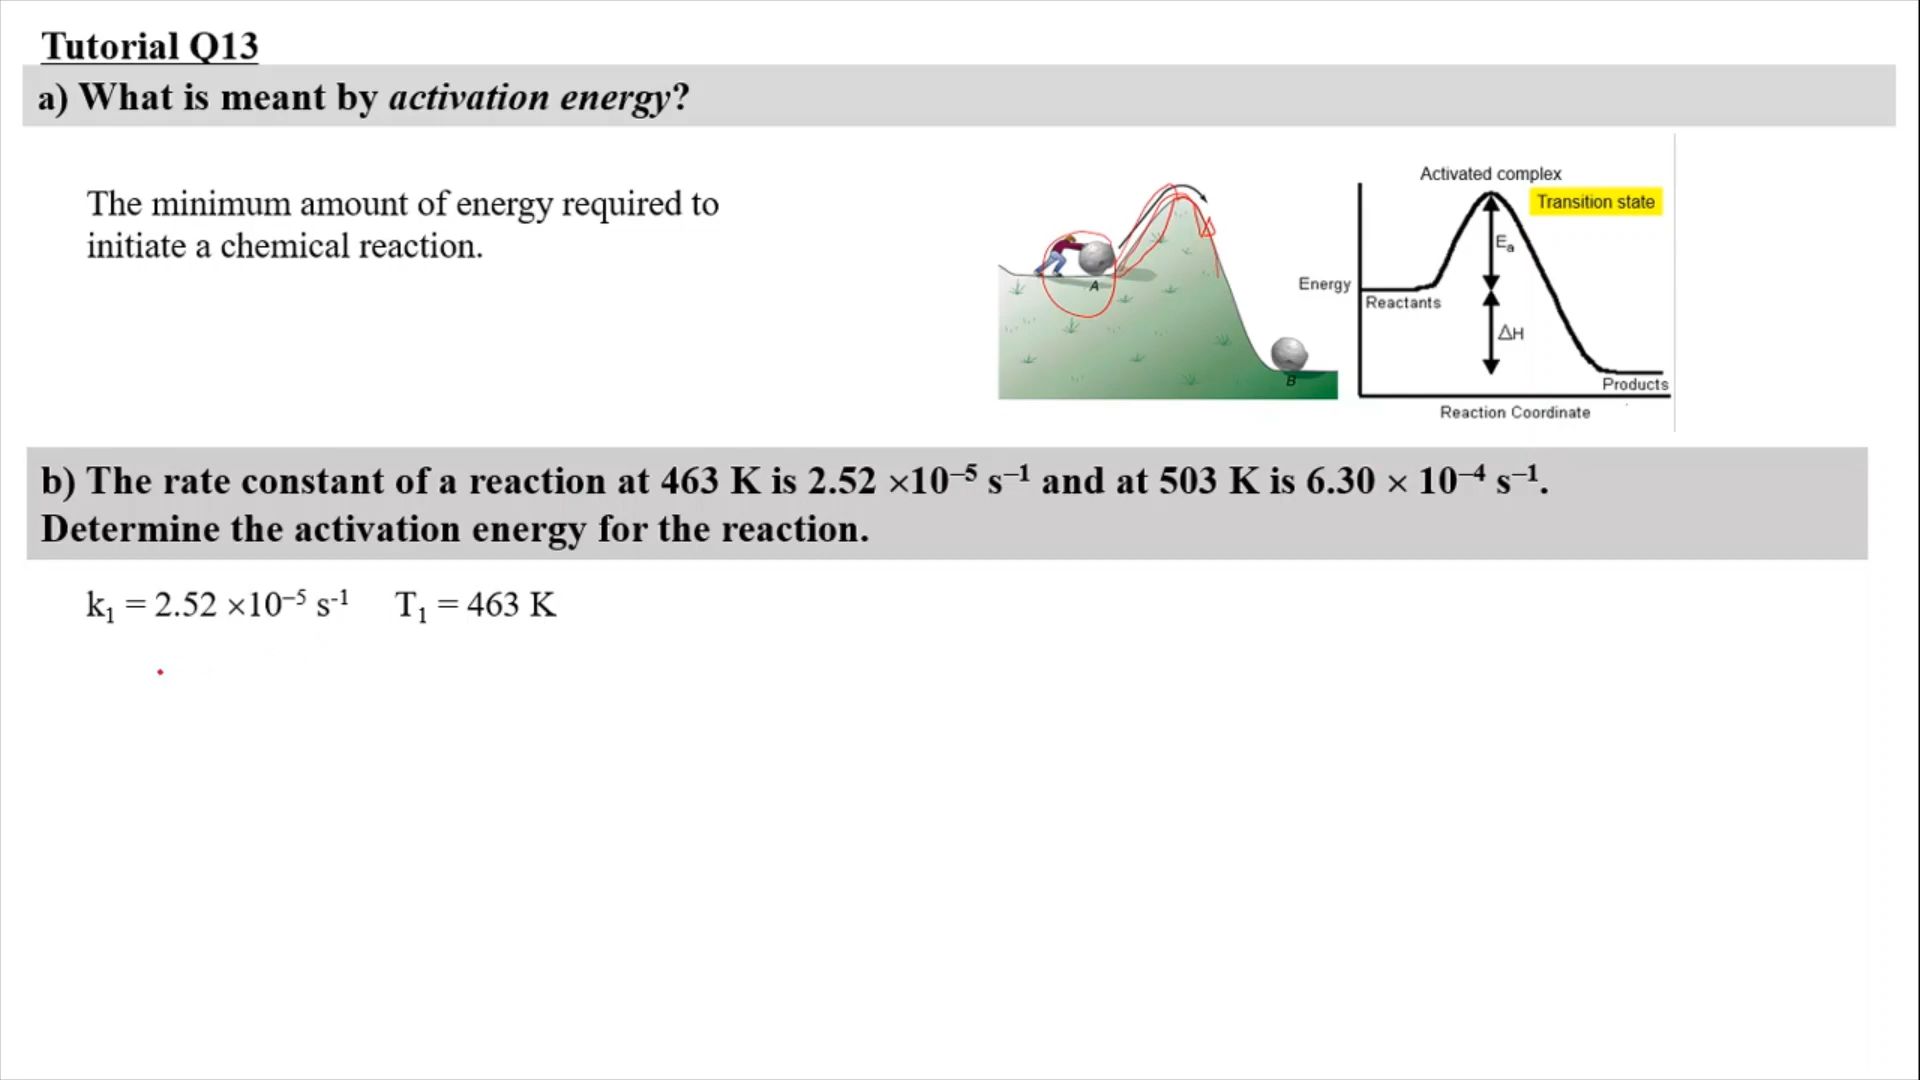 Tutorial Q13
a) What is meant by activation energy?
The minimum amount of energy required to
initiate a chemical reaction.
A
B
Activated complex
Transition state
Eₐ
Energy
Reactants
ΔH
Products
Reaction Coordinate
b) The rate constant of a reaction at 463 K is 2.52 ×10⁻⁵ s⁻¹ and at 503 K is 6.30 × 10⁻⁴ s⁻¹.
Determine the activation energy for the reaction.
k₁ = 2.52 ×10⁻⁵ s⁻¹ T₁ = 463 K